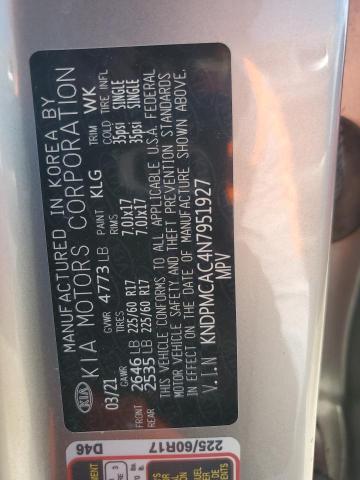 MANUFACTURED IN KOREA BY
KIA KIA MOTORS CORPORATION
03/21 GVWR 4773 LB PAINT KLG TRIM WK
GAWR TIRES RIMS COLD TIRE INFL
FRONT 2646 LB 225/60 R17 7.0JX17 35psi SINGLE
REAR 2535 LB 225/60 R17 7.0JX17 35psi SINGLE
THIS VEHICLE CONFORMS TO ALL APPLICABLE U.S.A. FEDERAL
MOTOR VEHICLE SAFETY AND THEFT PREVENTION STANDARDS
IN EFFECT ON THE DATE OF MANUFACTURE SHOWN ABOVE.
V.I.N KNDPMCAC4N7951927
MPV
D46 225/60R17